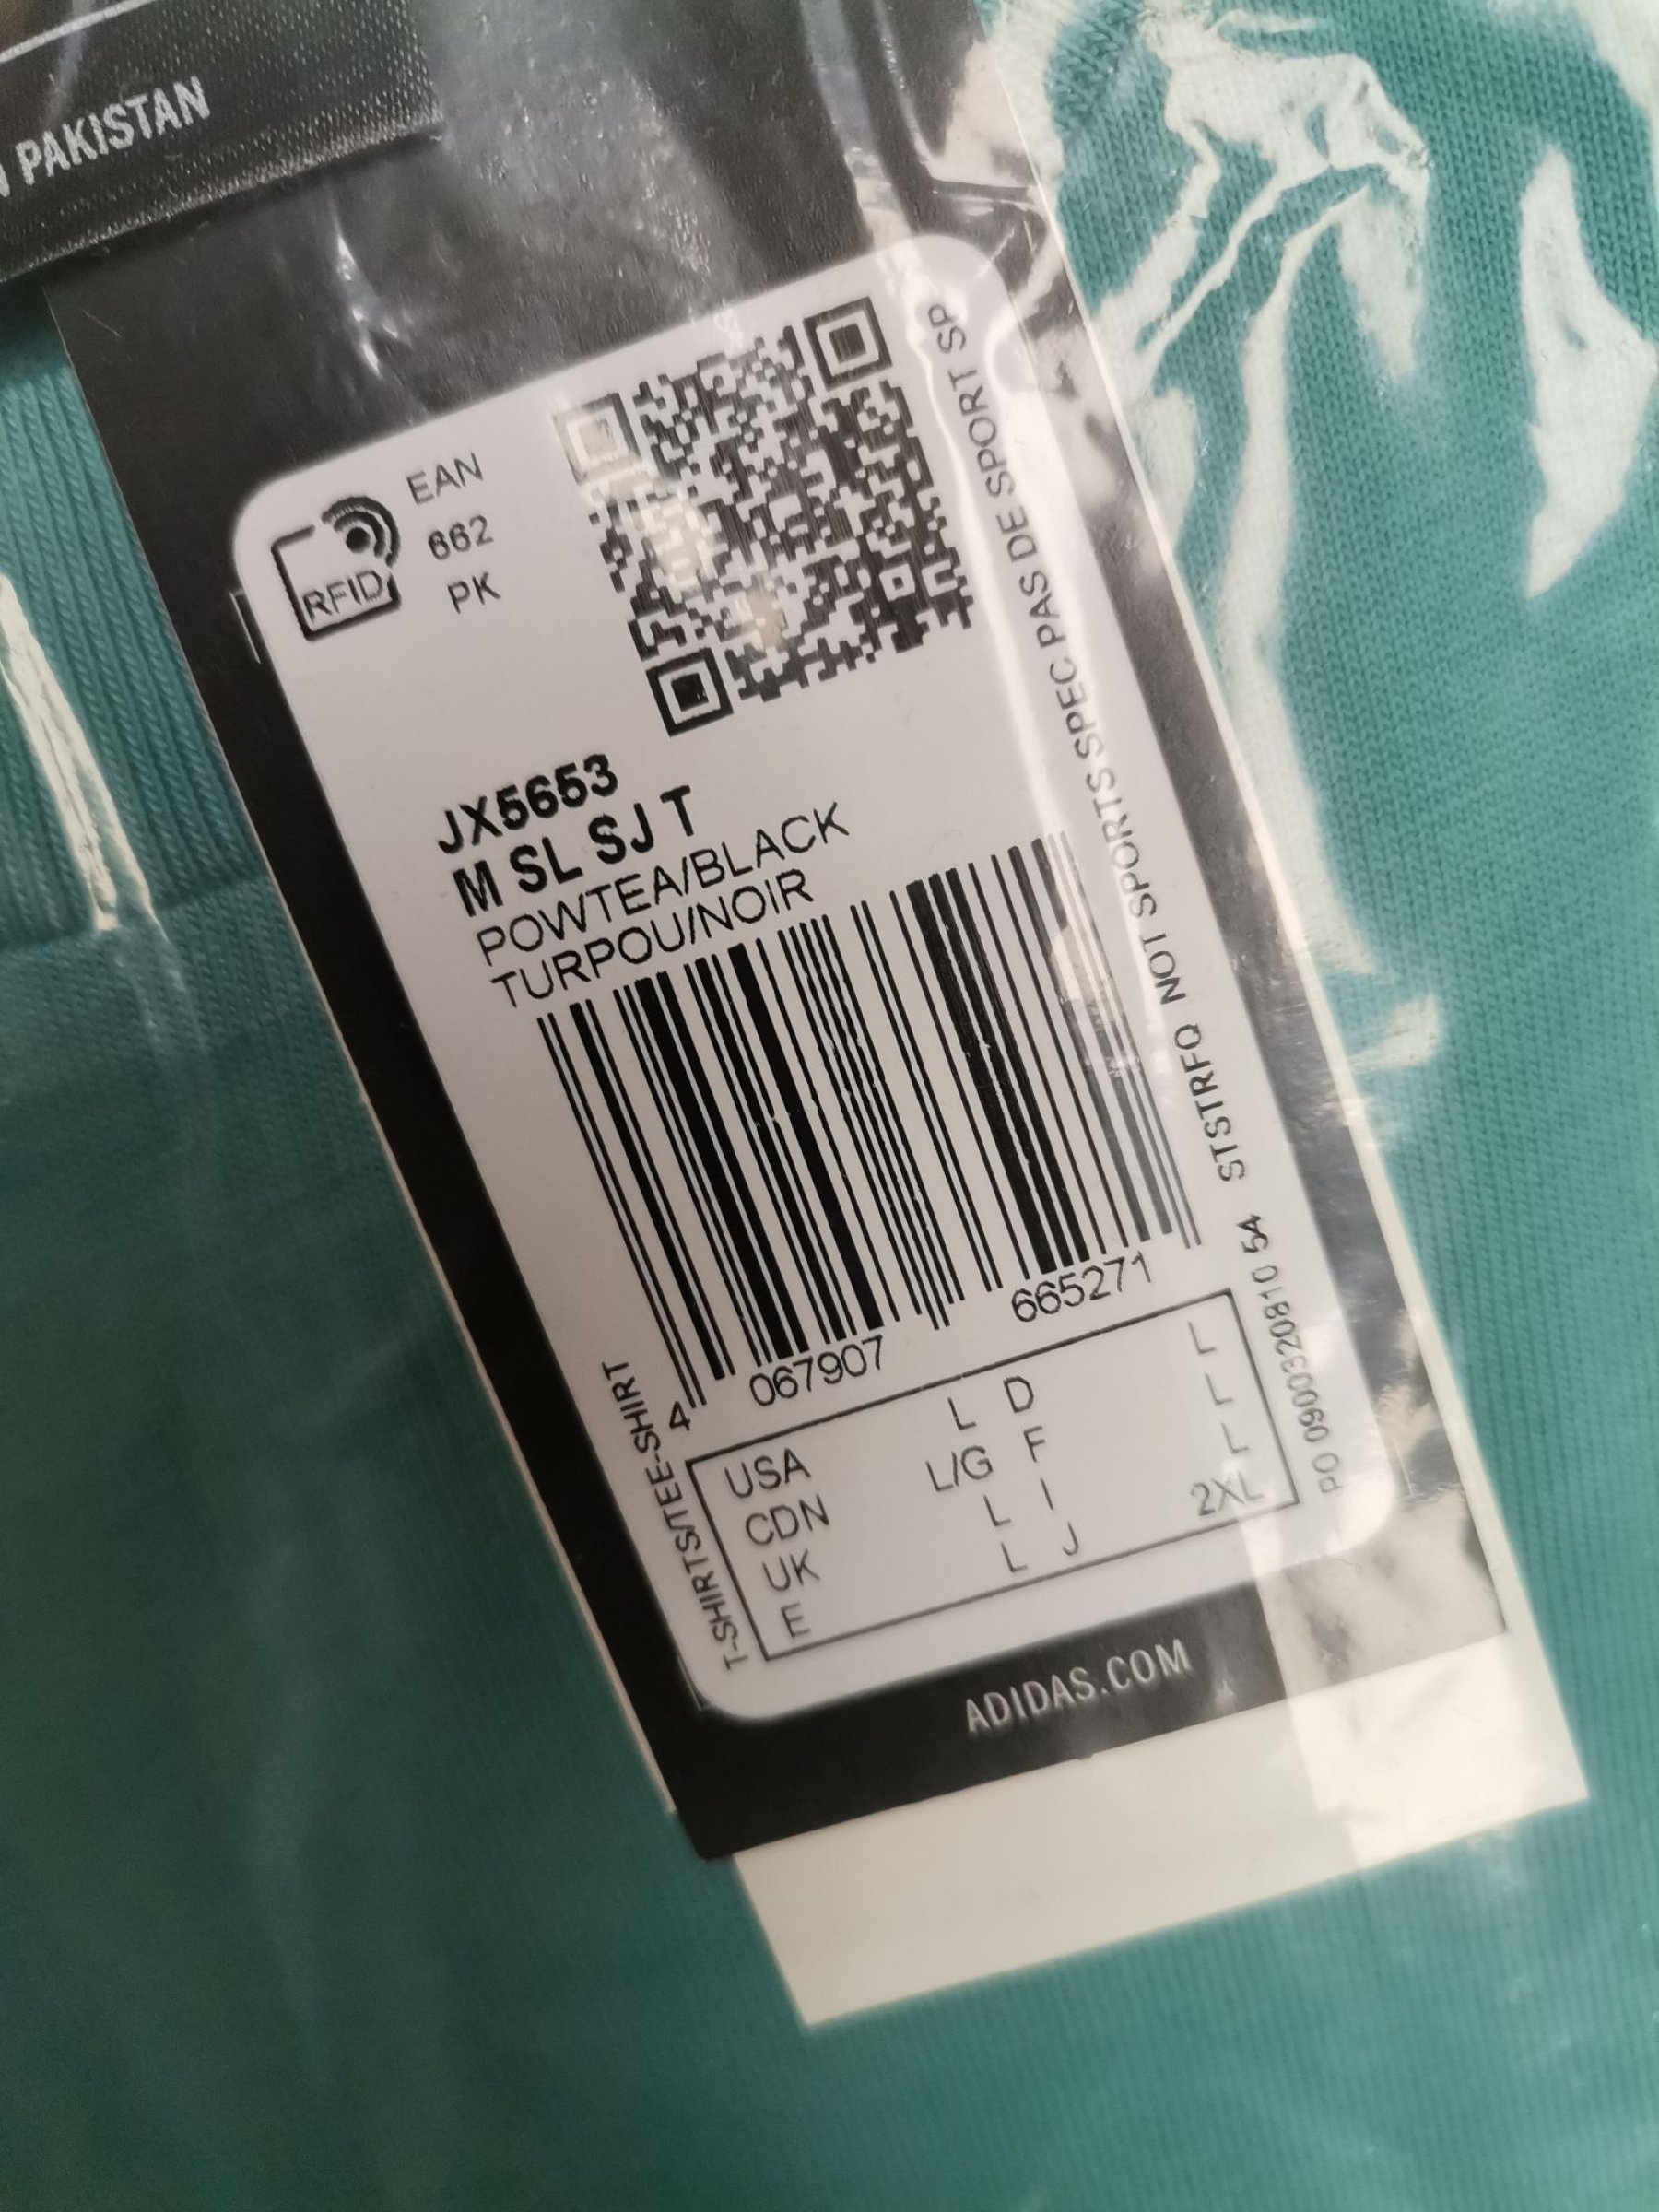 PAKISTAN
RFID
EAN
662
PK
JX5653
M SL SJ T
POWTEA/BLACK
TURPOU/NOIR
4 067907 665271
USA L D L
CDN L/G F L
UK L I L
E L J 2XL
T-SHIRTS/TEE-SHIRT
PO 0900320810 54 STSTRFQ NOT SPORTS SPEC PAS DE SPORT SP
ADIDAS.COM